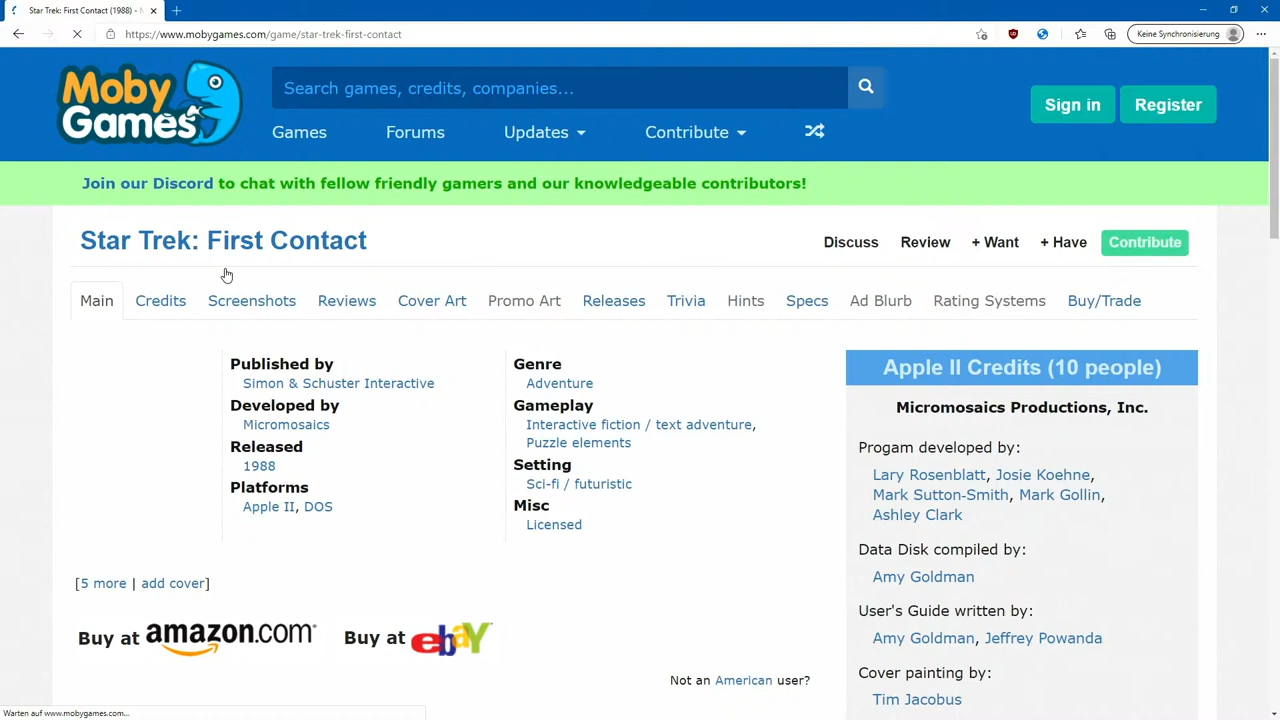 Star Trek: First Contact (1988) - M
https://www.mobygames.com/game/star-trek-first-contact
Keine Synchronisierung
Moby Games
Search games, credits, companies...
Sign in
Register
Games
Forums
Updates
Contribute
Join our Discord to chat with fellow friendly gamers and our knowledgeable contributors!
Star Trek: First Contact
Discuss
Review
+ Want
+ Have
Contribute
Main
Credits
Screenshots
Reviews
Cover Art
Promo Art
Releases
Trivia
Hints
Specs
Ad Blurb
Rating Systems
Buy/Trade
Published by
Simon & Schuster Interactive
Developed by
Micromosaics
Released
1988
Platforms
Apple II, DOS
Genre
Adventure
Gameplay
Interactive fiction / text adventure,
Puzzle elements
Setting
Sci-fi / futuristic
Misc
Licensed
[5 more | add cover]
Buy at amazon.com
Buy at ebaY
Not an American user?
Apple II Credits (10 people)
Micromosaics Productions, Inc.
Progam developed by:
Lary Rosenblatt, Josie Koehne,
Mark Sutton-Smith, Mark Gollin,
Ashley Clark
Data Disk compiled by:
Amy Goldman
User's Guide written by:
Amy Goldman, Jeffrey Powanda
Cover painting by:
Tim Jacobus
Warten auf www.mobygames.com...